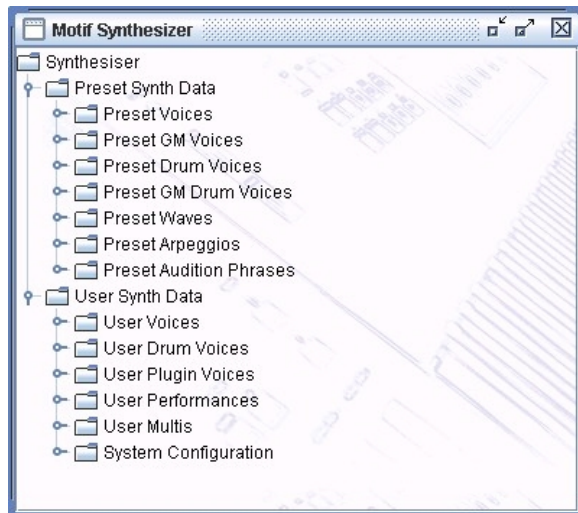 Motif Synthesizer
Synthesiser
Preset Synth Data
Preset Voices
Preset GM Voices
Preset Drum Voices
Preset GM Drum Voices
Preset Waves
Preset Arpeggios
Preset Audition Phrases
User Synth Data
User Voices
User Drum Voices
User Plugin Voices
User Performances
User Multis
System Configuration